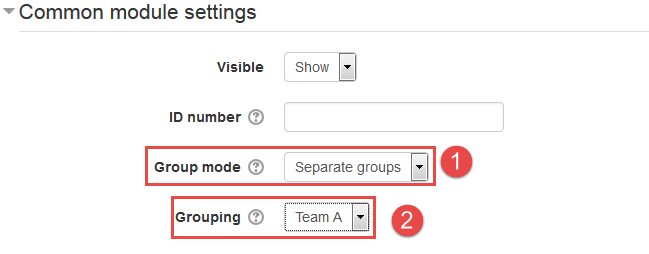 Common module settings
Visible Show
ID number ?
Group mode ? Separate groups 1
Grouping ? Team A 2